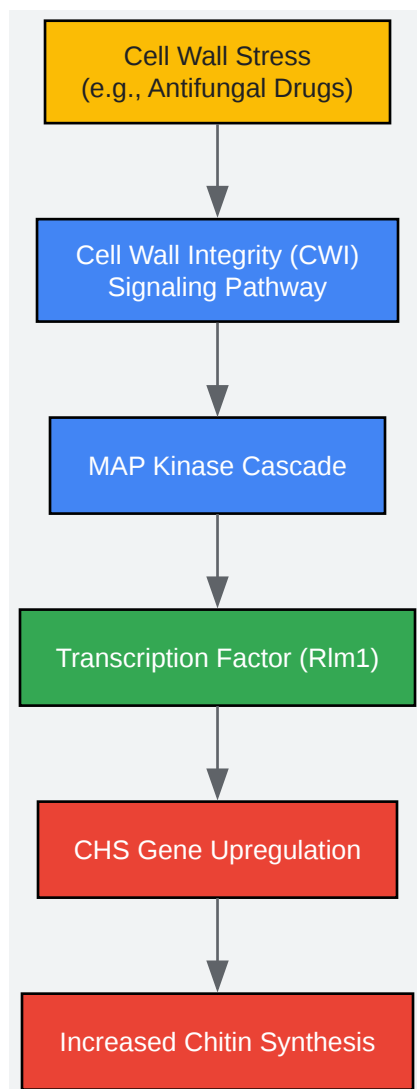 Cell Wall Stress
(e.g., Antifungal Drugs)
Cell Wall Integrity (CWI)
Signaling Pathway
MAP Kinase Cascade
Transcription Factor (Rlm1)
CHS Gene Upregulation
Increased Chitin Synthesis